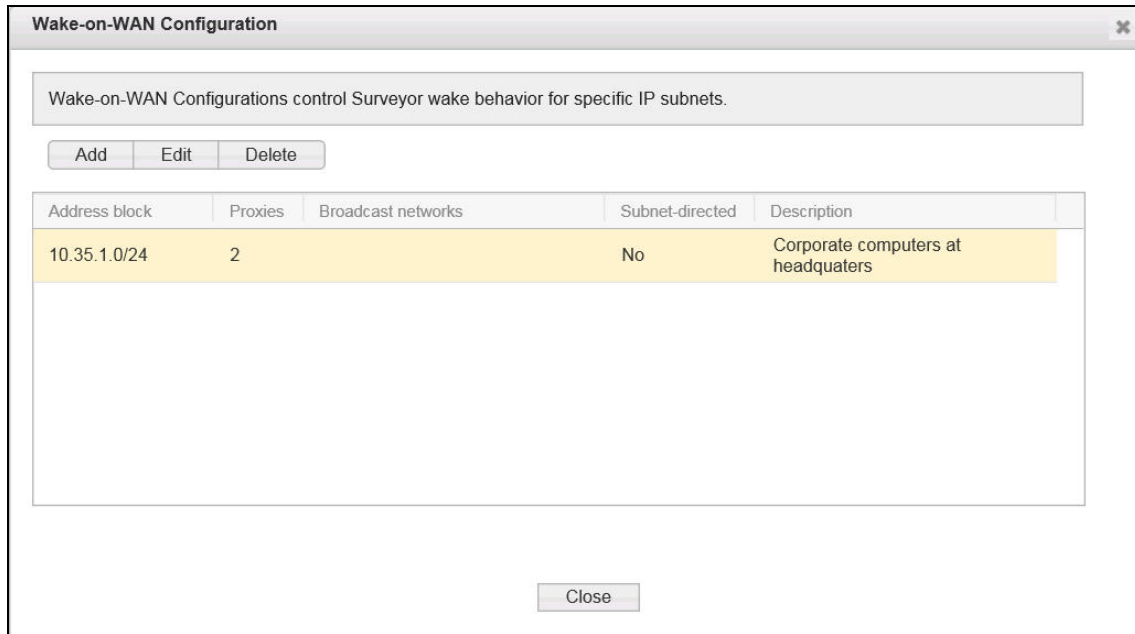 Wake-on-WAN Configuration
Wake-on-WAN Configurations control Surveyor wake behavior for specific IP subnets.
Add Edit Delete
Address block Proxies Broadcast networks Subnet-directed Description
10.35.1.0/24 2 No Corporate computers at
headquaters
Close